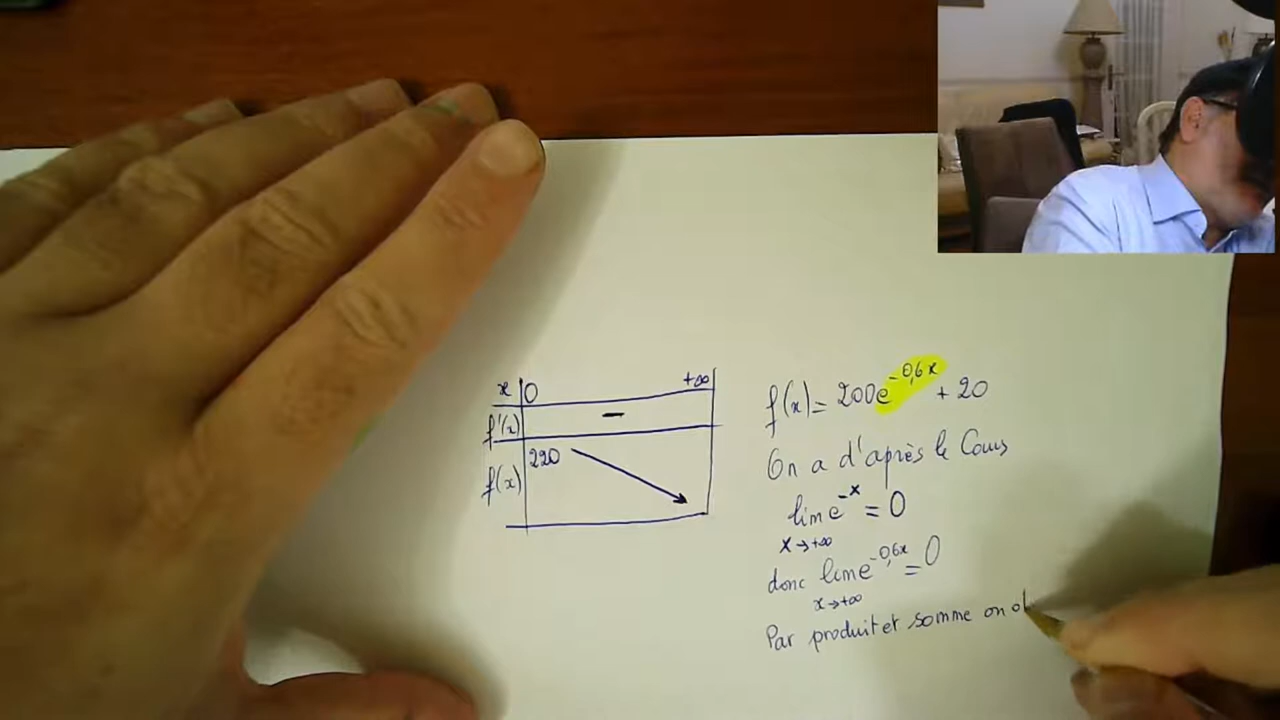 x 0 +∞
f'(x) −
f(x) 220
f(x) = 200e^-0,6x + 20
On a d'après le Cours
lim e^-x = 0
x→+∞
donc lim e^-0,6x = 0
x→+∞
Par produit et somme on ob